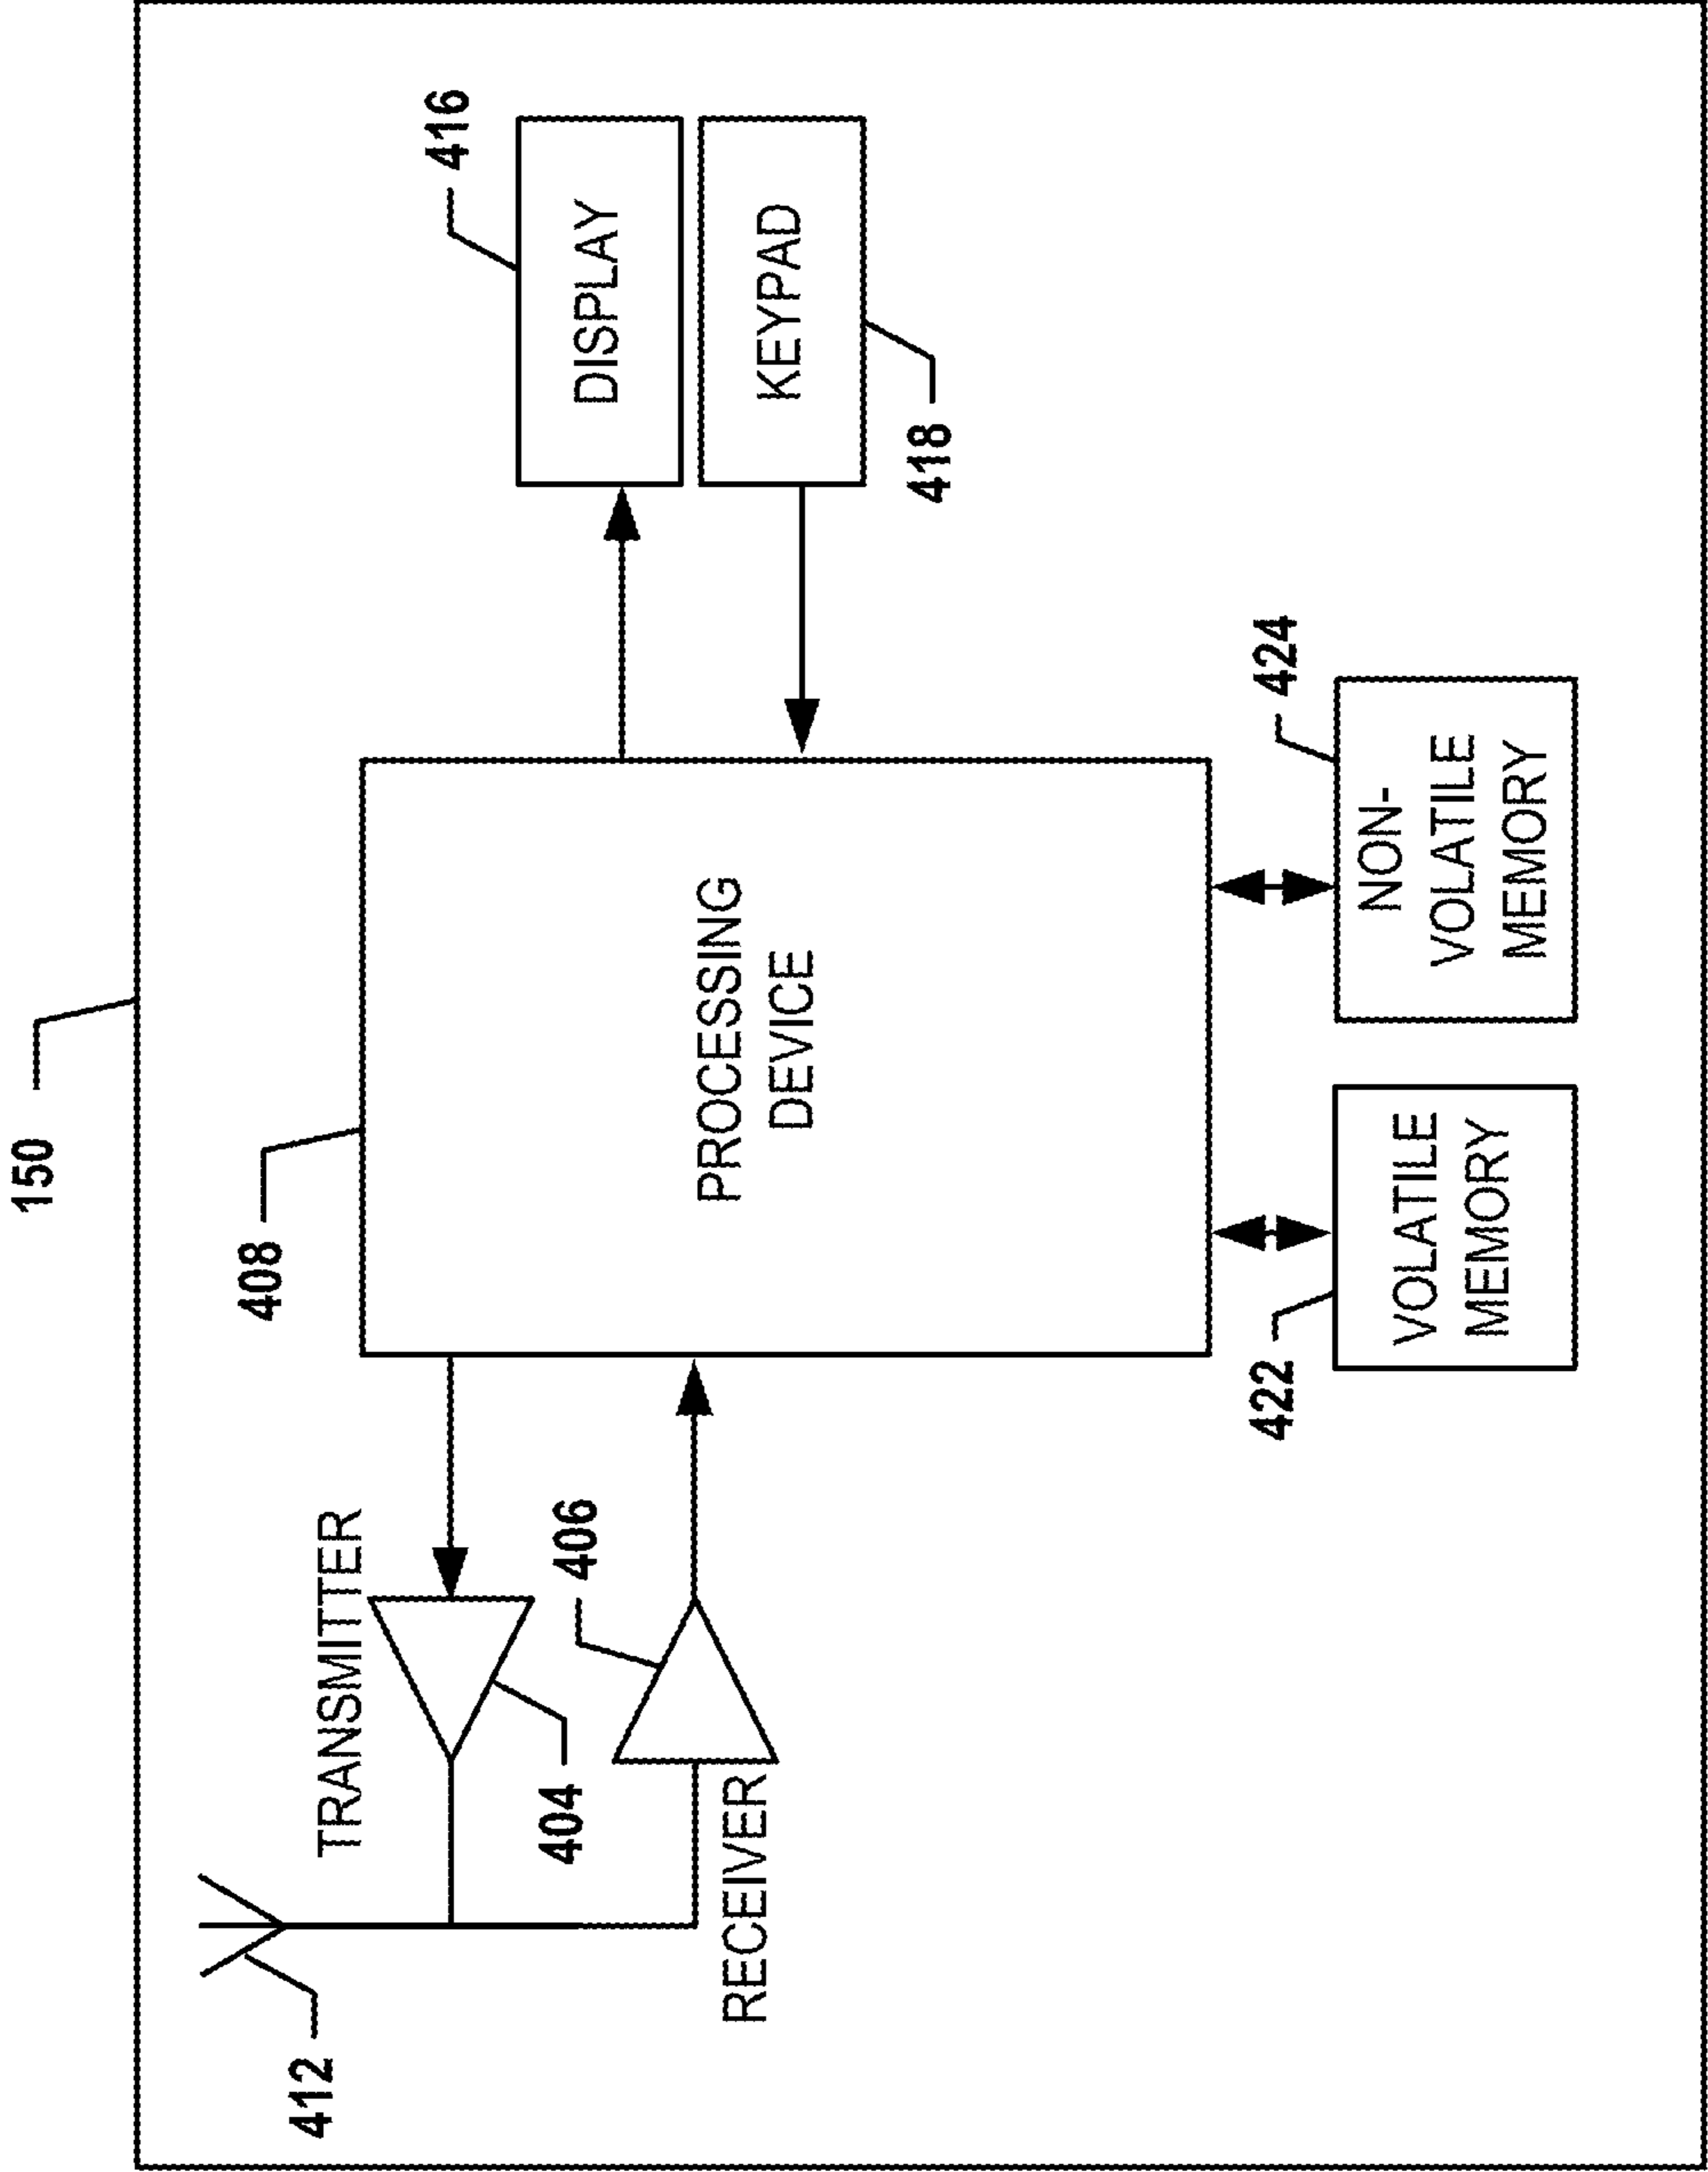 150
412
TRANSMITTER
404
406
RECEIVER
408
PROCESSING
DEVICE
416
DISPLAY
KEYPAD
418
422
VOLATILE
MEMORY
424
NON-
VOLATILE
MEMORY